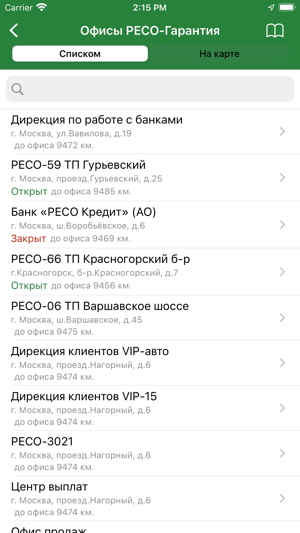 Carrier 2:15 PM
Офисы РЕСО-Гарантия
Списком На карте
Дирекция по работе с банками
г. Москва, ул.Вавилова, д.19
до офиса 9472 км.
РЕСО-59 ТП Гурьевский
г. Москва, проезд.Гурьевский, д.25
Открыт до офиса 9485 км.
Банк «РЕСО Кредит» (АО)
г. Москва, ш.Воробьёвское, д.6
Закрыт до офиса 9469 км.
РЕСО-66 ТП Красногорский б-р
г.Красногорск, б-р.Красногорский, д.7
Открыт до офиса 9456 км.
РЕСО-06 ТП Варшавское шоссе
г. Москва, ш.Варшавское, д.45
до офиса 9475 км.
Дирекция клиентов VIP-авто
г. Москва, проезд.Нагорный, д.6
до офиса 9474 км.
Дирекция клиентов VIP-15
г. Москва, проезд.Нагорный, д.6
до офиса 9474 км.
РЕСО-3021
г. Москва, проезд.Нагорный, д.6
до офиса 9474 км.
Центр выплат
г. Москва, проезд.Нагорный, д.6
до офиса 9474 км.
Офис продаж